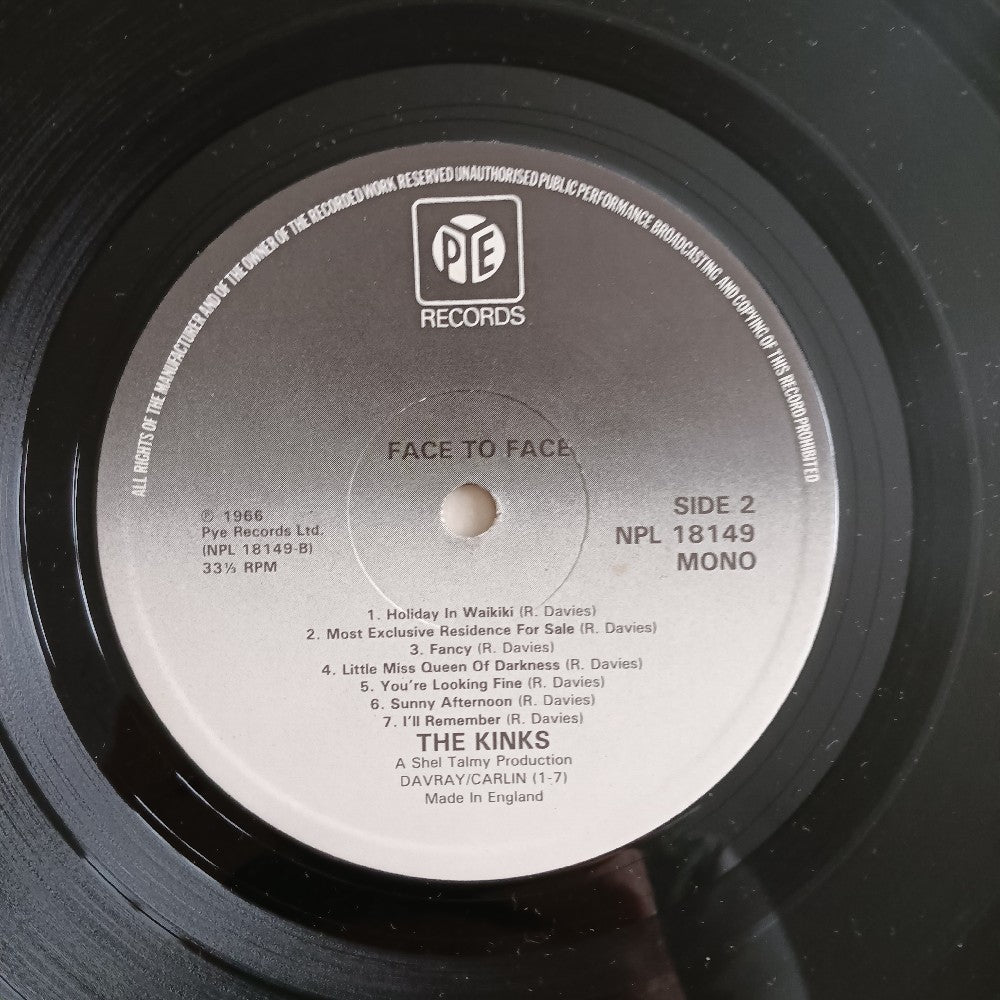 ALL RIGHTS OF THE MANUFACTURER AND OF THE OWNER OF THE RECORDED WORK RESERVED UNAUTHORISED PUBLIC PERFORMANCE BROADCASTING AND COPYING OF THIS RECORD PROHIBITED
PYE
RECORDS
FACE TO FACE
℗ 1966
Pye Records Ltd.
(NPL 18149-B)
33⅓ RPM
SIDE 2
NPL 18149
MONO
1. Holiday In Waikiki (R. Davies)
2. Most Exclusive Residence For Sale (R. Davies)
3. Fancy (R. Davies)
4. Little Miss Queen Of Darkness (R. Davies)
5. You're Looking Fine (R. Davies)
6. Sunny Afternoon (R. Davies)
7. I'll Remember (R. Davies)
THE KINKS
A Shel Talmy Production
DAVRAY/CARLIN (1-7)
Made In England